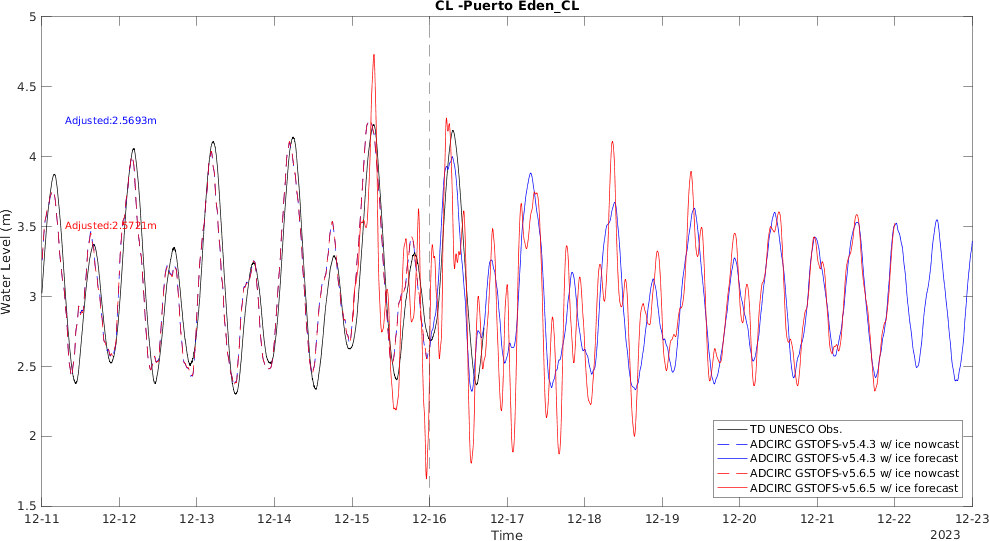 CL -Puerto Eden_CL
5
4.5
4
3.5
3
2.5
2
1.5
Water Level (m)
Adjusted:2.5693m
Adjusted:2.5721m
TD UNESCO Obs.
ADCIRC GSTOFS-v5.4.3 w/ ice nowcast
ADCIRC GSTOFS-v5.4.3 w/ ice forecast
ADCIRC GSTOFS-v5.6.5 w/ ice nowcast
ADCIRC GSTOFS-v5.6.5 w/ ice forecast
12-11 12-12 12-13 12-14 12-15 12-16 12-17 12-18 12-19 12-20 12-21 12-22 12-23
Time
2023